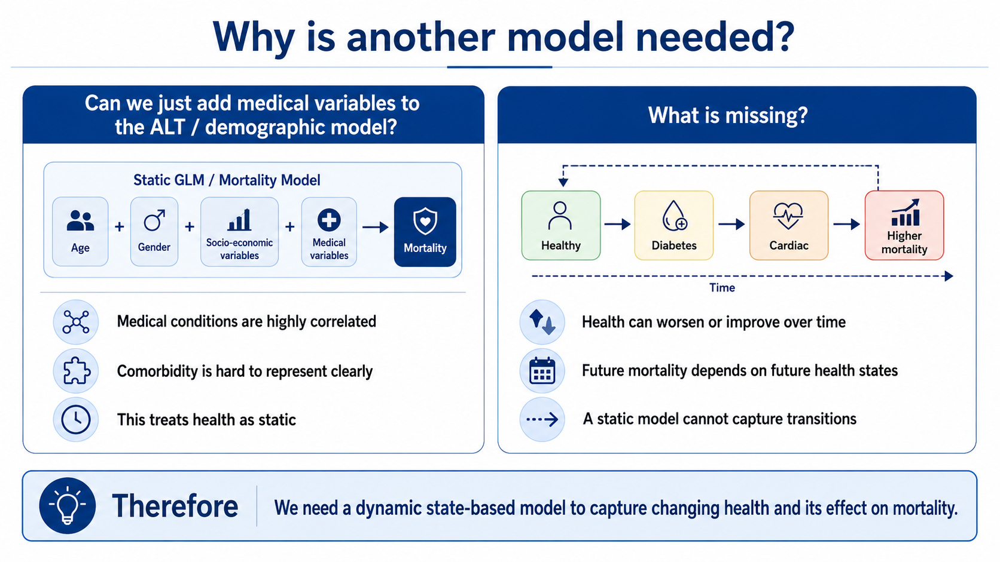 Why is another model needed?
Can we just add medical variables to
the ALT / demographic model?
Static GLM / Mortality Model
Age
+
Gender
+
Socio-economic
variables
+
Medical
variables
Mortality
Medical conditions are highly correlated
Comorbidity is hard to represent clearly
This treats health as static
What is missing?
Healthy
Diabetes
Cardiac
Higher
mortality
Time
Health can worsen or improve over time
Future mortality depends on future health states
A static model cannot capture transitions
Therefore
We need a dynamic state-based model to capture changing health and its effect on mortality.